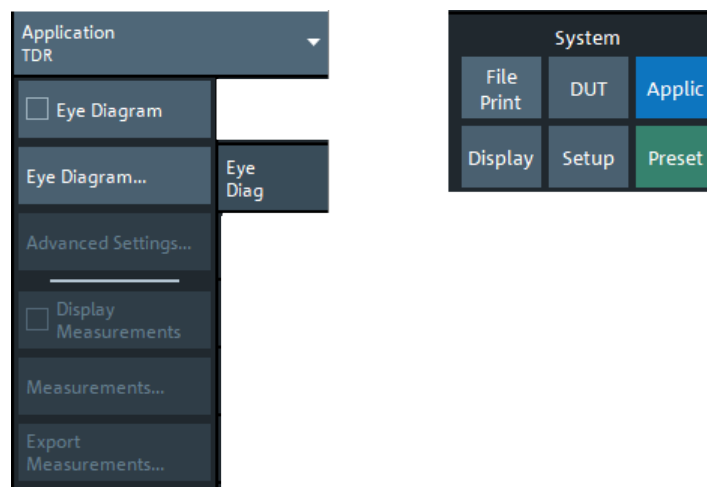 Application
TDR
Eye Diagram
Eye Diagram...
Eye
Diag
Advanced Settings...
Display
Measurements
Measurements...
Export
Measurements...
System
File
Print
DUT
Applic
Display
Setup
Preset